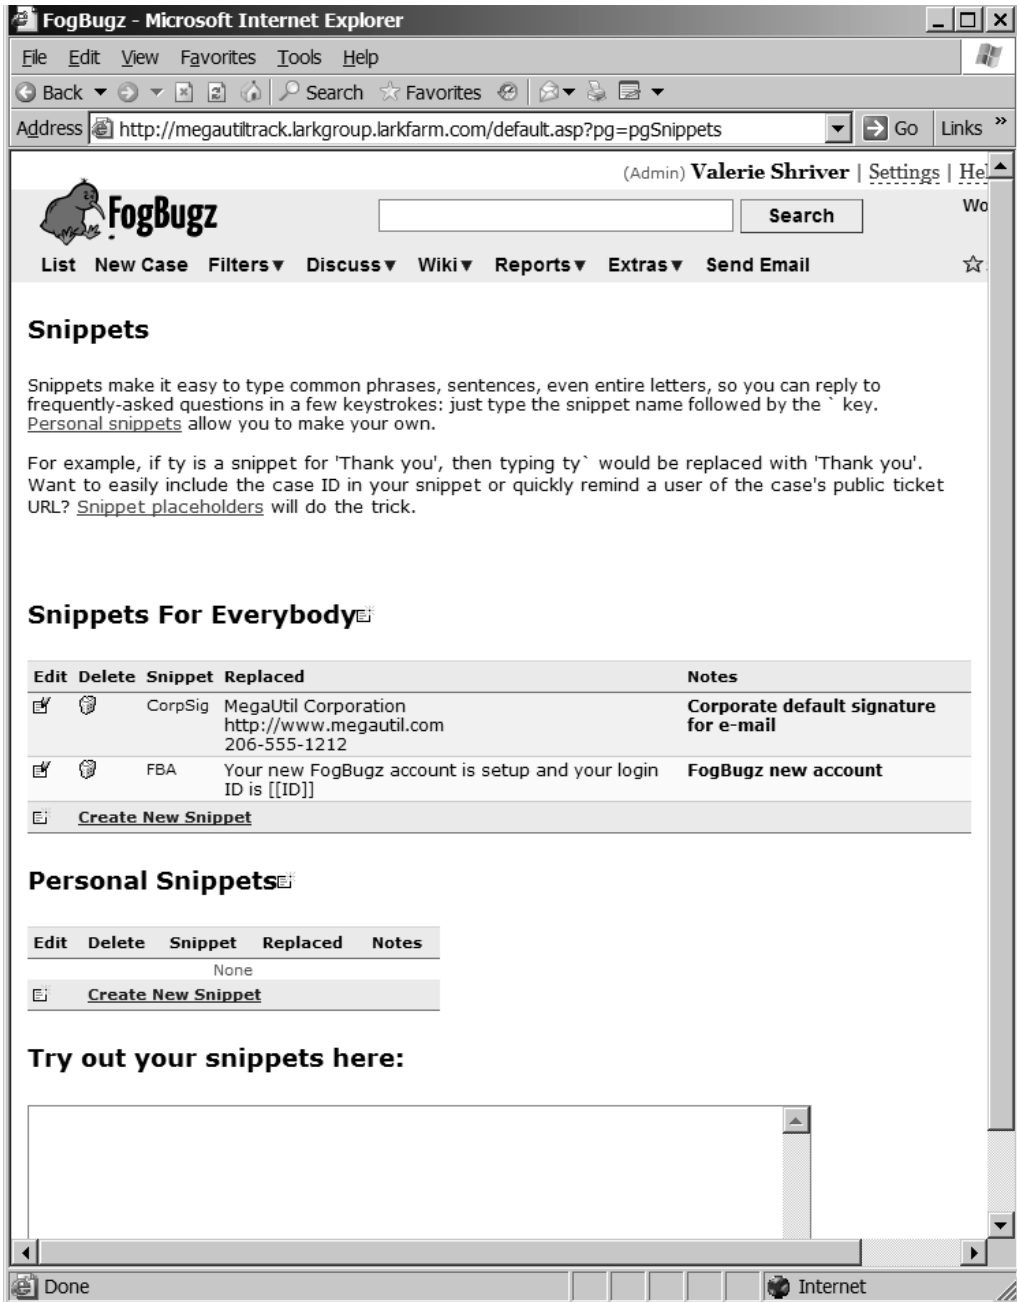 FogBugz - Microsoft Internet Explorer
File Edit View Favorites Tools Help
Back Search Favorites
Address http://megautiltrack.larkgroup.larkfarm.com/default.asp?pg=pgSnippets Go Links »
(Admin) Valerie Shriver | Settings | Hel
FogBugz Search Wo
List New Case Filters▼ Discuss▼ Wiki▼ Reports▼ Extras▼ Send Email
Snippets
Snippets make it easy to type common phrases, sentences, even entire letters, so you can reply to
frequently-asked questions in a few keystrokes: just type the snippet name followed by the ` key.
Personal snippets allow you to make your own.
For example, if ty is a snippet for 'Thank you', then typing ty` would be replaced with 'Thank you'.
Want to easily include the case ID in your snippet or quickly remind a user of the case's public ticket
URL? Snippet placeholders will do the trick.
Snippets For Everybody
Edit Delete Snippet Replaced Notes
CorpSig MegaUtil Corporation Corporate default signature
http://www.megautil.com for e-mail
206-555-1212
FBA Your new FogBugz account is setup and your login FogBugz new account
ID is [[ID]]
Create New Snippet
Personal Snippets
Edit Delete Snippet Replaced Notes
None
Create New Snippet
Try out your snippets here:
Done Internet